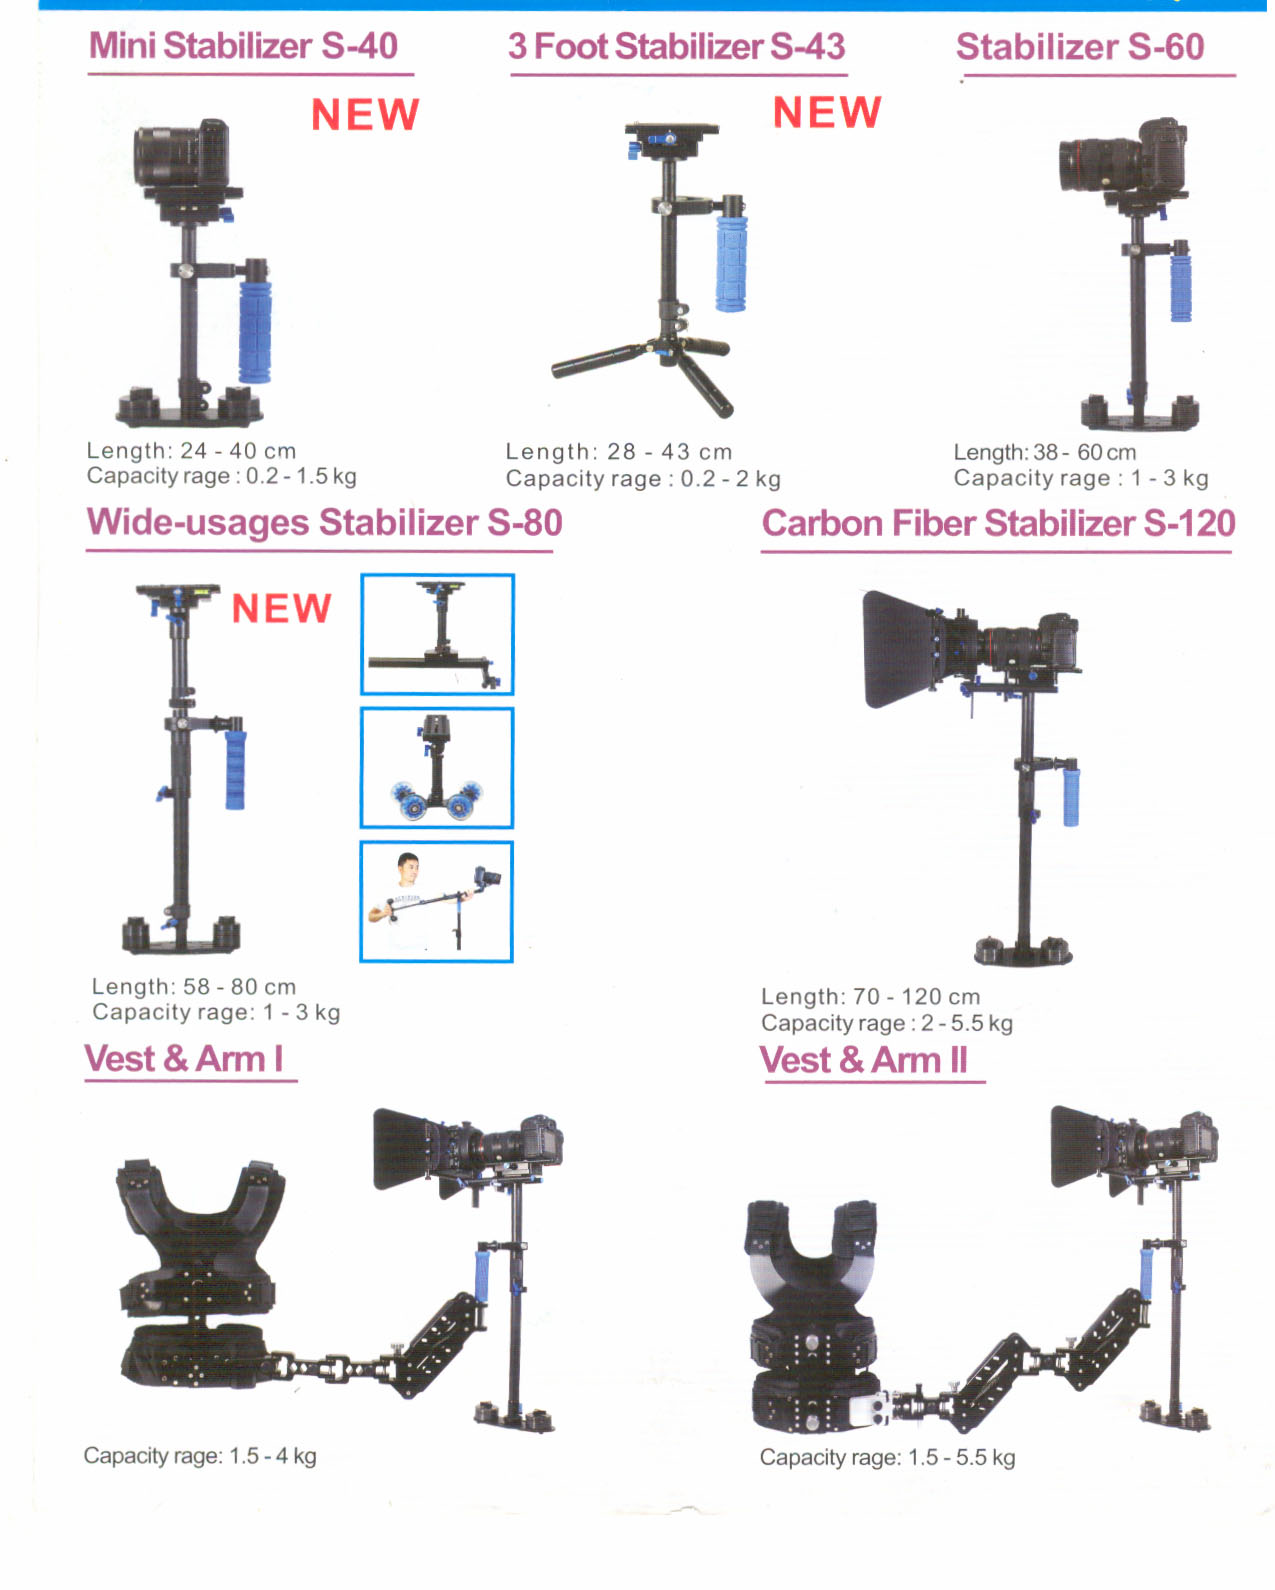 Mini Stabilizer S-40
NEW
Length: 24 - 40 cm
Capacity rage : 0.2 - 1.5 kg
3 Foot Stabilizer S-43
NEW
Length: 28 - 43 cm
Capacity rage : 0.2 - 2 kg
Stabilizer S-60
Length: 38 - 60 cm
Capacity rage : 1 - 3 kg
Wide-usages Stabilizer S-80
NEW
Length: 58 - 80 cm
Capacity rage: 1 - 3 kg
Carbon Fiber Stabilizer S-120
Length: 70 - 120 cm
Capacity rage : 2 - 5.5 kg
Vest & Arm I
Capacity rage: 1.5 - 4 kg
Vest & Arm II
Capacity rage: 1.5 - 5.5 kg